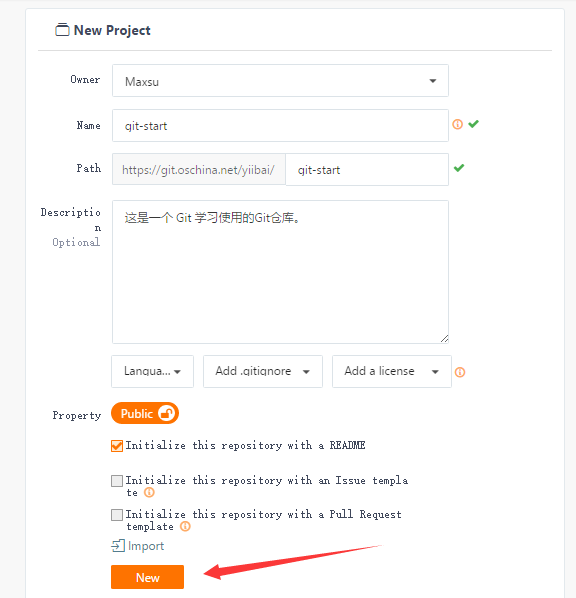 New Project
Owner
Maxsu
Name
git-start
Path
https://git.oschina.net/yiibai/
git-start
Descriptio
n
Optional
这是一个 Git 学习使用的Git仓库。
Langua...
Add .gitignore
Add a license
Property
Public
Initialize this repository with a README
Initialize this repository with an Issue templa
te
Initialize this repository with a Pull Request
template
Import
New